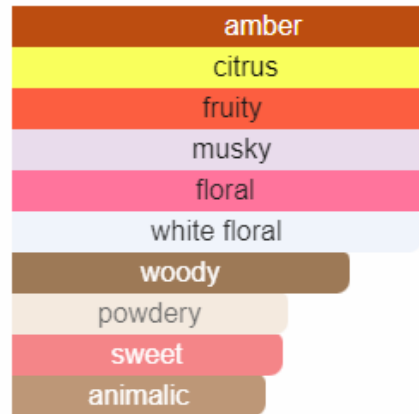 amber
citrus
fruity
musky
floral
white floral
woody
powdery
sweet
animalic